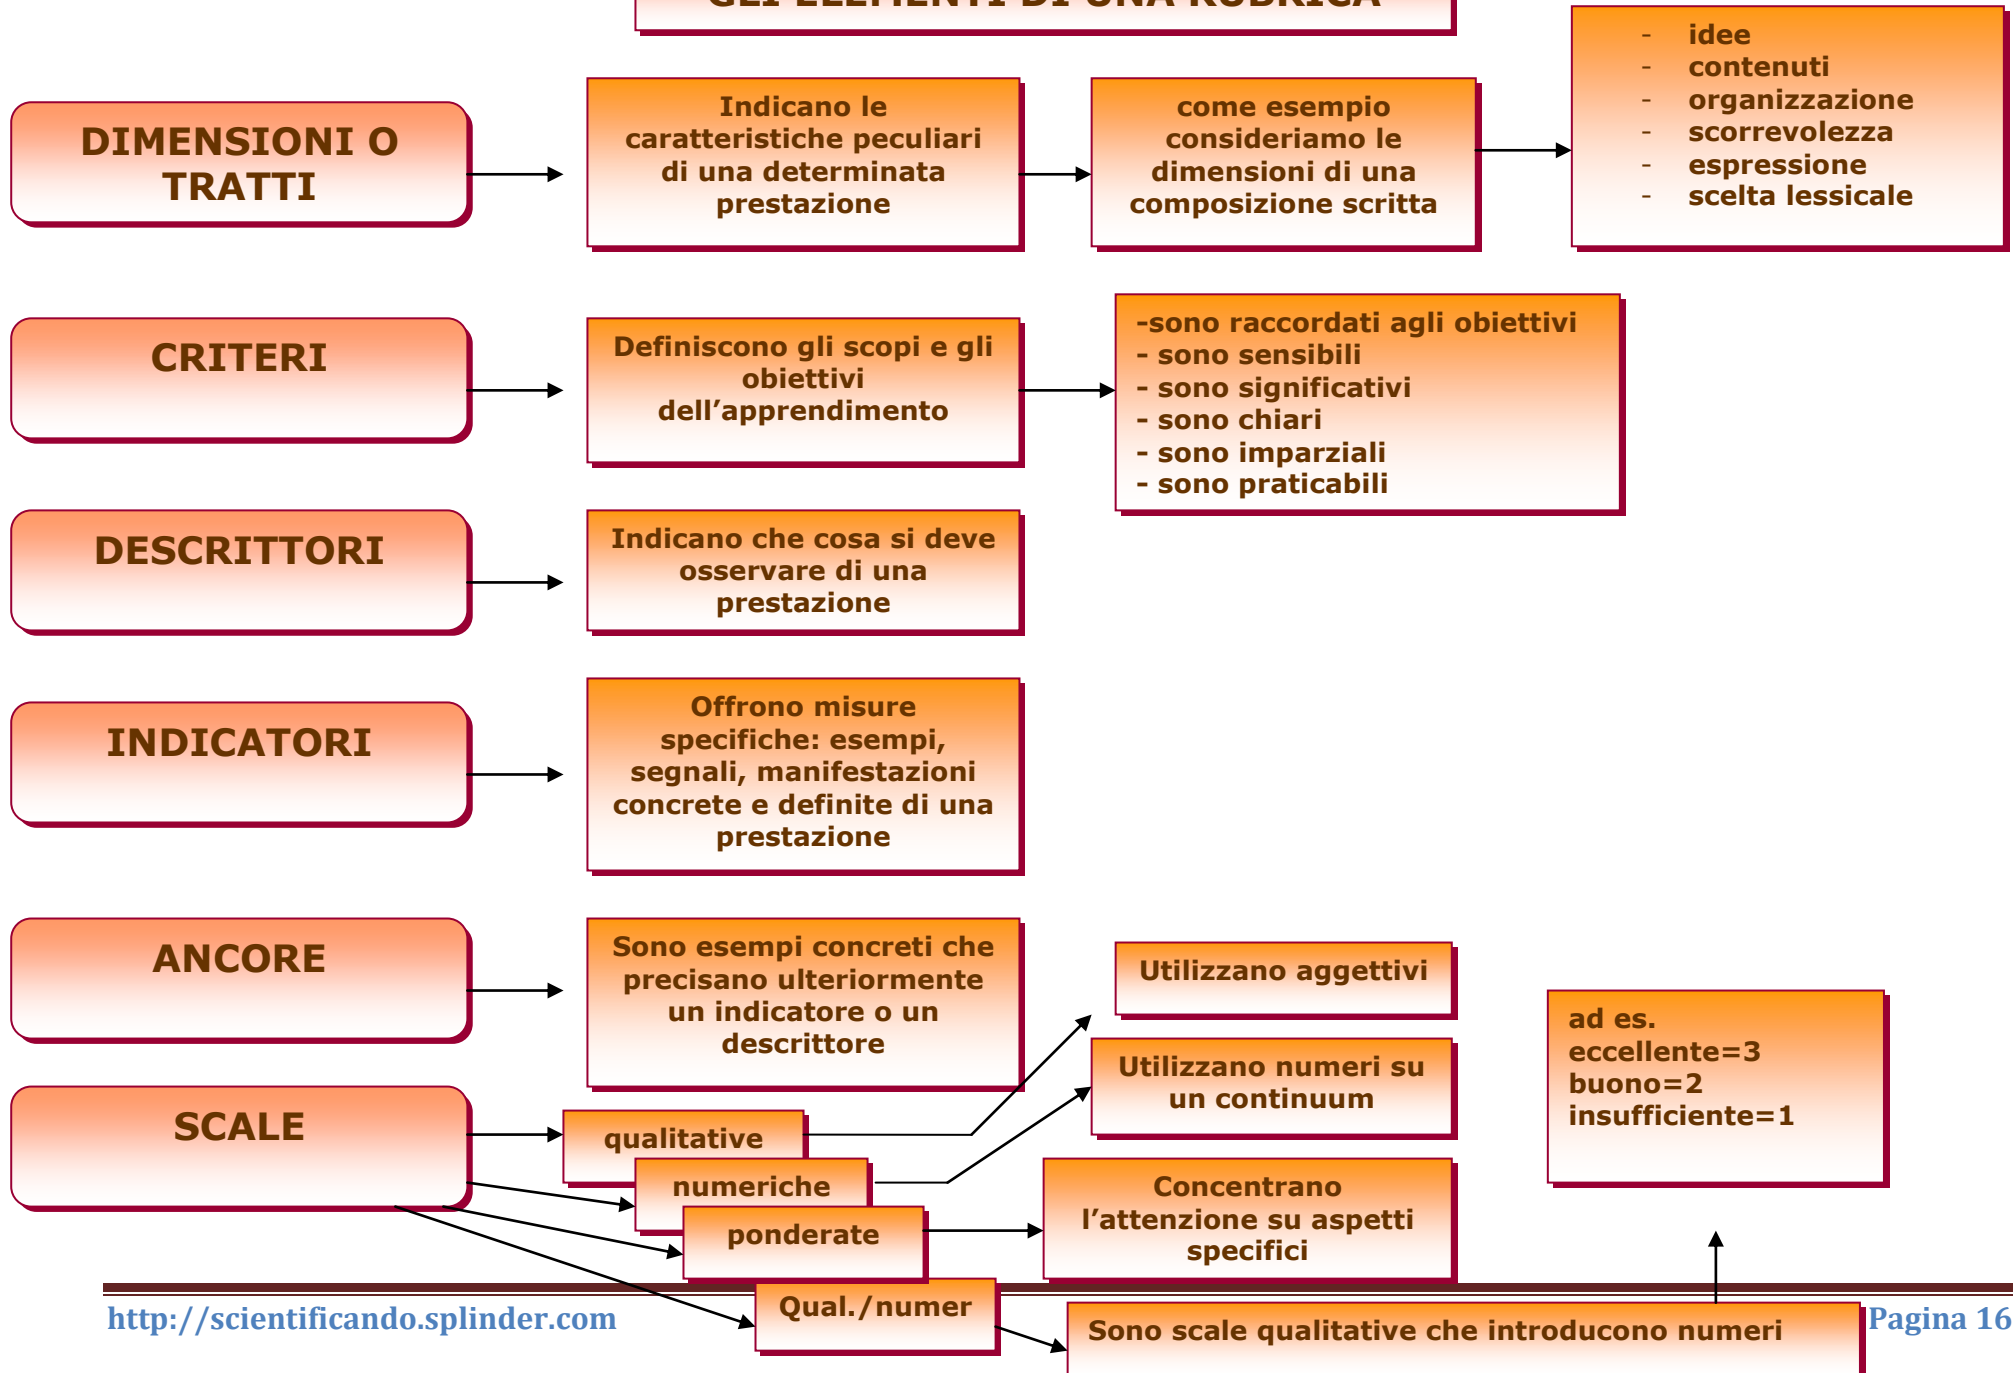 GLI ELEMENTI DI UNA RUBRICA
DIMENSIONI O
TRATTI
Indicano le
caratteristiche peculiari
di una determinata
prestazione
come esempio
consideriamo le
dimensioni di una
composizione scritta
- idee
- contenuti
- organizzazione
- scorrevolezza
- espressione
- scelta lessicale
CRITERI
Definiscono gli scopi e gli
obiettivi
dell’apprendimento
-sono raccordati agli obiettivi
- sono sensibili
- sono significativi
- sono chiari
- sono imparziali
- sono praticabili
DESCRITTORI
Indicano che cosa si deve
osservare di una
prestazione
INDICATORI
Offrono misure
specifiche: esempi,
segnali, manifestazioni
concrete e definite di una
prestazione
ANCORE
Sono esempi concreti che
precisano ulteriormente
un indicatore o un
descrittore
SCALE
qualitative
Utilizzano aggettivi
numeriche
Utilizzano numeri su
un continuum
ponderate
Concentrano
l’attenzione su aspetti
specifici
Qual./numer
Sono scale qualitative che introducono numeri
ad es.
eccellente=3
buono=2
insufficiente=1
http://scientificando.splinder.com
Pagina 16